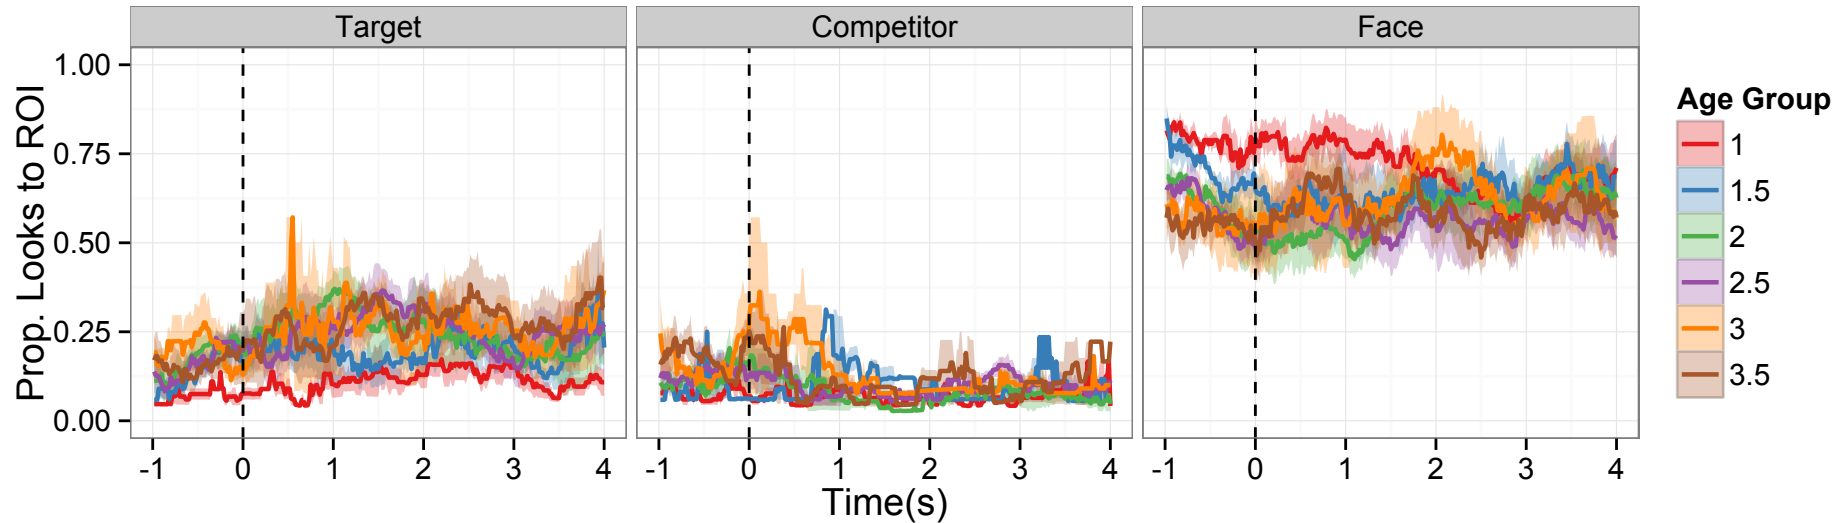 Target Competitor Face
Prop. Looks to ROI
1.00
0.75
0.50
0.25
0.00
-1 0 1 2 3 4 -1 0 1 2 3 4 -1 0 1 2 3 4
Time(s)
Age Group
1
1.5
2
2.5
3
3.5